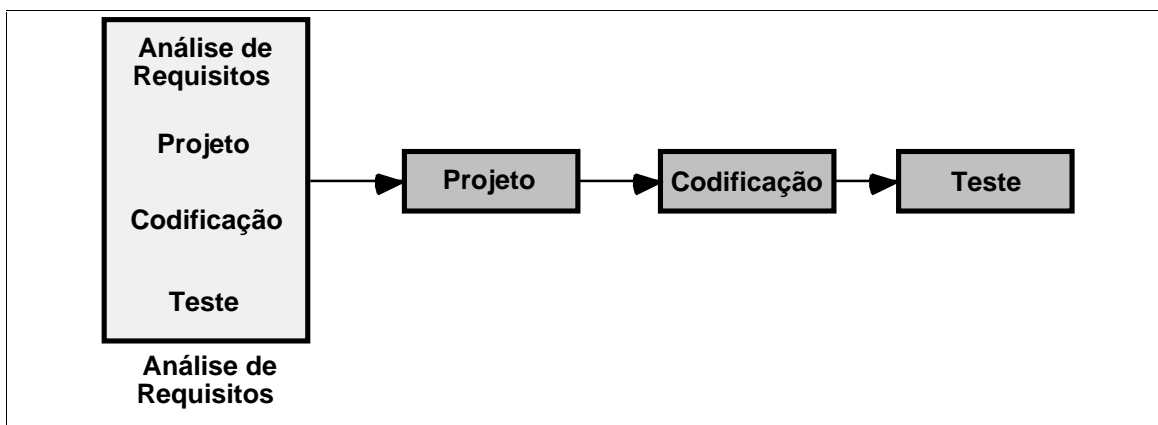 Análise de
Requisitos
Projeto
Codificação
Teste
Análise de
Requisitos
Projeto
Codificação
Teste